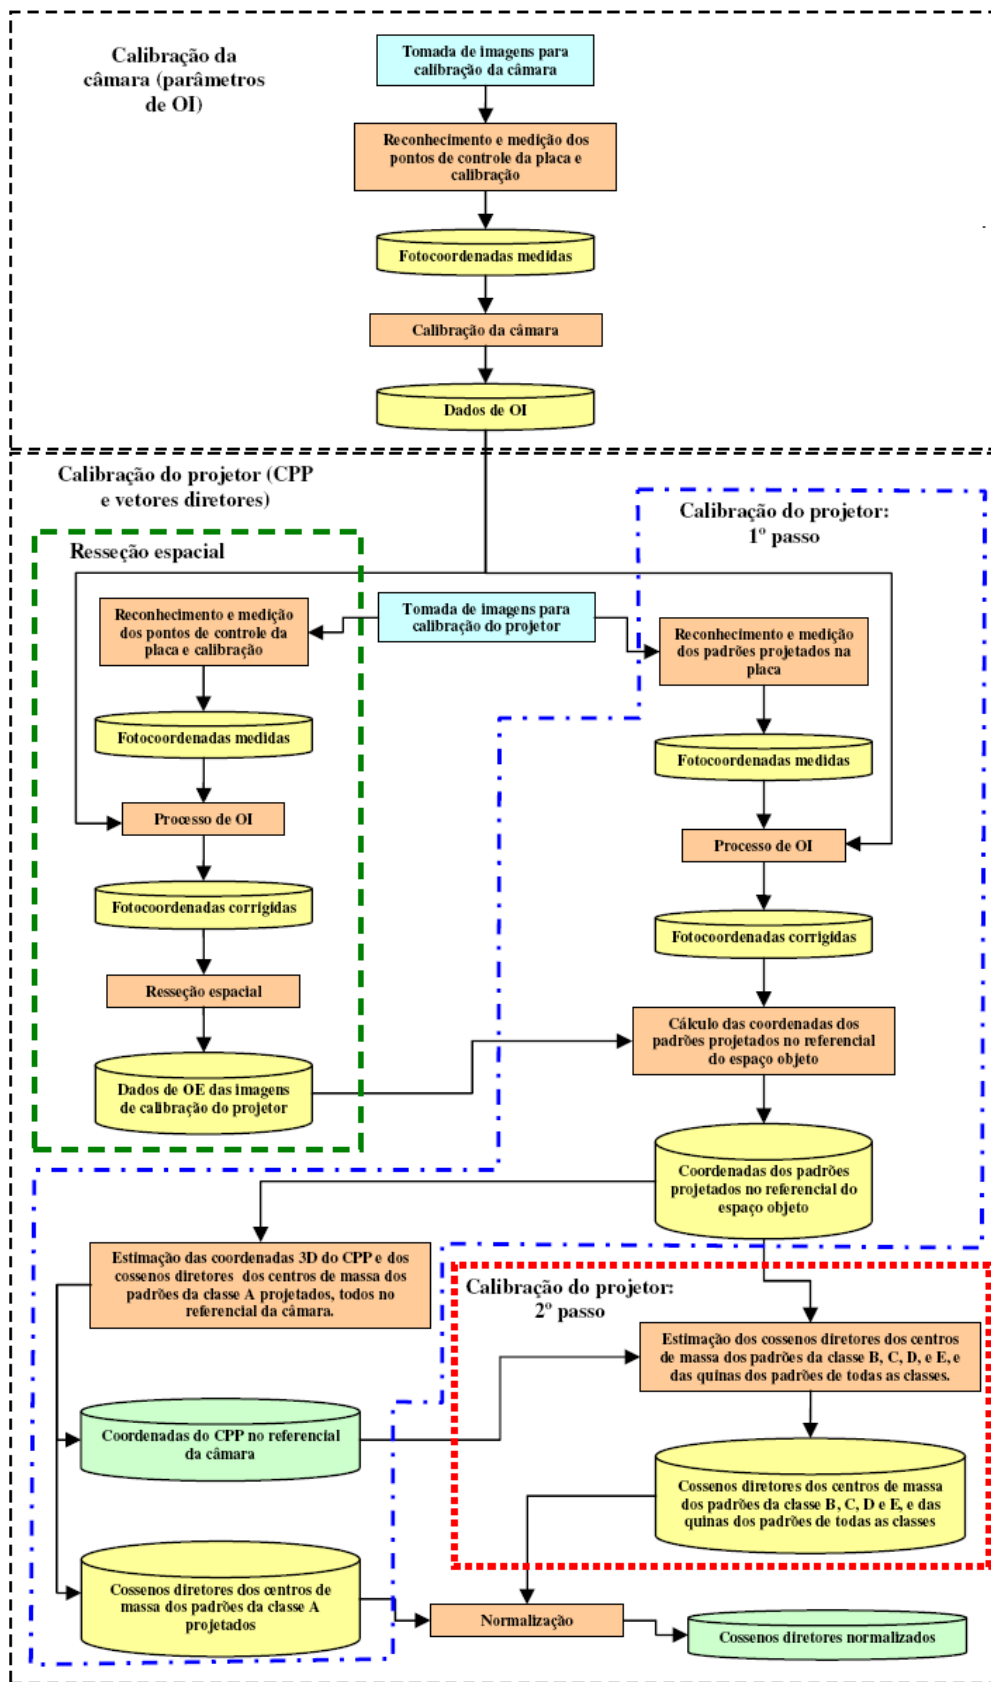 Calibração da
câmara (parâmetros
de OI)
Tomada de imagens para
calibração da câmara
Reconhecimento e medição dos
pontos de controle da placa e
calibração
Fotocoordenadas medidas
Calibração da câmara
Dados de OI
Calibração do projetor (CPP
e vetores diretores)
Resseção espacial
Calibração do projetor:
1º passo
Reconhecimento e medição
dos pontos de controle da
placa e calibração
Tomada de imagens para
calibração do projetor
Reconhecimento e medição
dos padrões projetados na
placa
Fotocoordenadas medidas
Fotocoordenadas medidas
Processo de OI
Processo de OI
Fotocoordenadas corrigidas
Fotocoordenadas corrigidas
Resseção espacial
Cálculo das coordenadas dos
padrões projetados no referencial
do espaço objeto
Dados de OE das imagens
de calibração do projetor
Coordenadas dos padrões
projetados no referencial do
espaço objeto
Estimação das coordenadas 3D do CPP e dos
cossenos diretores dos centros de massa dos
padrões da classe A projetados, todos no
referencial da câmara.
Calibração do projetor:
2º passo
Estimação dos cossenos diretores dos centros
de massa dos padrões da classe B, C, D, e E, e
das quinas dos padrões de todas as classes.
Coordenadas do CPP no referencial
da câmara
Cossenos diretores dos centros de massa
dos padrões da classe B, C, D e E, e das
quinas dos padrões de todas as classes
Cossenos diretores dos centros de
massa dos padrões da classe A
projetados
Normalização
Cossenos diretores normalizados